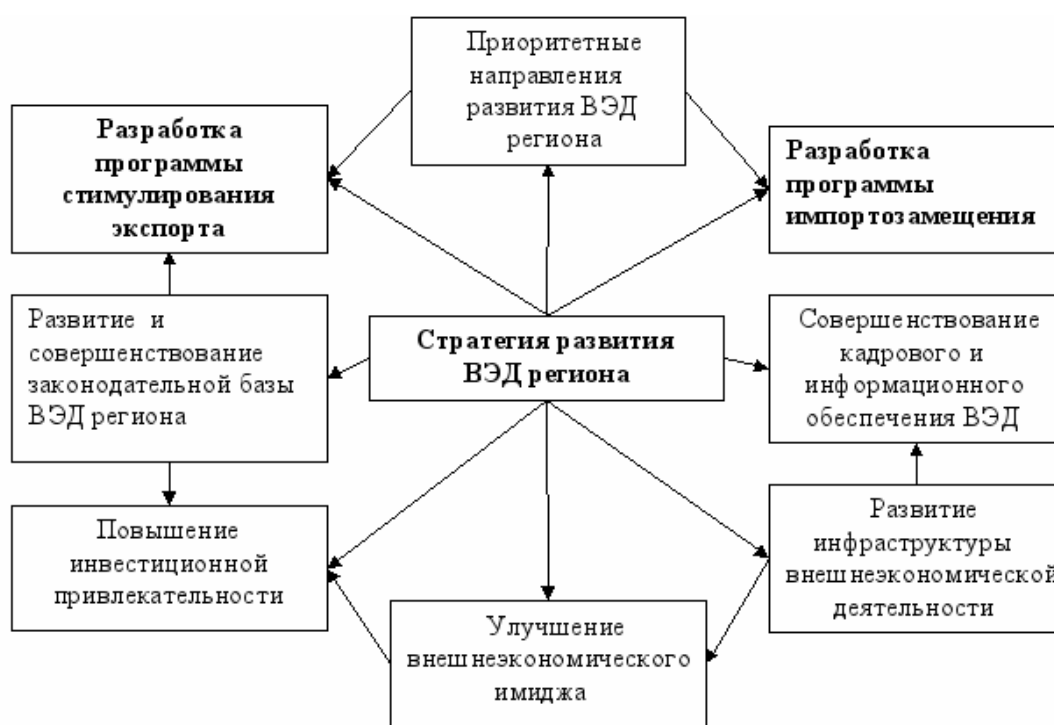 Приоритетные
направления
развития ВЭД
региона
Разработка
программы
стимулирования
экспорта
Разработка
программы
импортозамещения
Развитие и
совершенствование
законодательной базы
ВЭД региона
Стратегия развития
ВЭД региона
Совершенствование
кадрового и
информационного
обеспечения ВЭД
Повышение
инвестиционной
привлекательности
Улучшение
внешнеэкономического
имиджа
Развитие
инфраструктуры
внешнеэкономической
деятельности